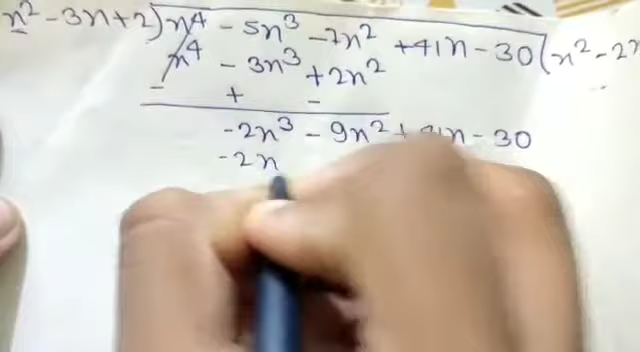 x² - 3x + 2 ) x⁴ - 5x³ - 7x² + 41x - 30 ( x² - 2x
x⁴ - 3x³ + 2x²
- + -
-2x³ - 9x² + 41x - 30
-2x